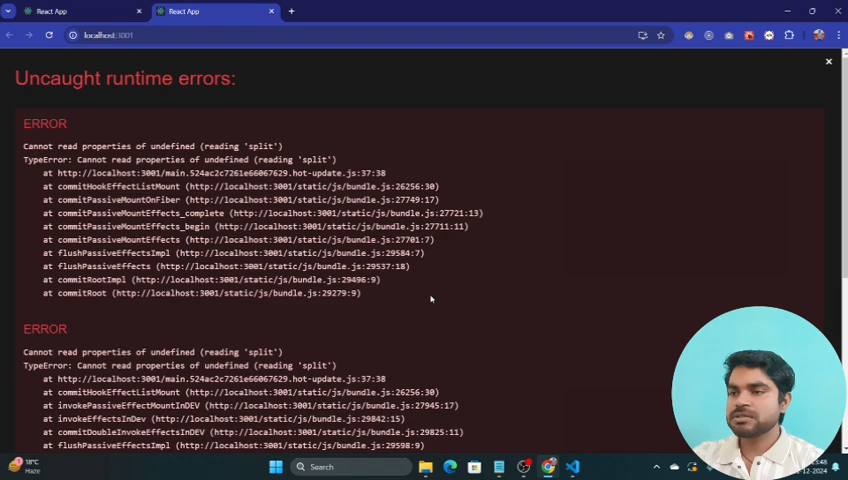 React App
React App
localhost:3001
Uncaught runtime errors:
ERROR
Cannot read properties of undefined (reading 'split')
TypeError: Cannot read properties of undefined (reading 'split')
at http://localhost:3001/main.524ac2c7261e66067629.hot-update.js:37:38
at commitHookEffectListMount (http://localhost:3001/static/js/bundle.js:26256:30)
at commitPassiveMountOnFiber (http://localhost:3001/static/js/bundle.js:27749:17)
at commitPassiveMountEffects_complete (http://localhost:3001/static/js/bundle.js:27721:13)
at commitPassiveMountEffects_begin (http://localhost:3001/static/js/bundle.js:27711:11)
at commitPassiveMountEffects (http://localhost:3001/static/js/bundle.js:27701:7)
at flushPassiveEffectsImpl (http://localhost:3001/static/js/bundle.js:29584:7)
at flushPassiveEffects (http://localhost:3001/static/js/bundle.js:29537:18)
at commitRootImpl (http://localhost:3001/static/js/bundle.js:29496:9)
at commitRoot (http://localhost:3001/static/js/bundle.js:29279:9)
ERROR
Cannot read properties of undefined (reading 'split')
TypeError: Cannot read properties of undefined (reading 'split')
at http://localhost:3001/main.524ac2c7261e66067629.hot-update.js:37:38
at commitHookEffectListMount (http://localhost:3001/static/js/bundle.js:26256:30)
at invokePassiveEffectMountInDEV (http://localhost:3001/static/js/bundle.js:27945:17)
at invokeEffectsInDev (http://localhost:3001/static/js/bundle.js:29842:15)
at commitDoubleInvokeEffectsInDEV (http://localhost:3001/static/js/bundle.js:29825:11)
at flushPassiveEffectsImpl (http://localhost:3001/static/js/bundle.js:29598:9)
18°C
Haze
Search
-12-2024